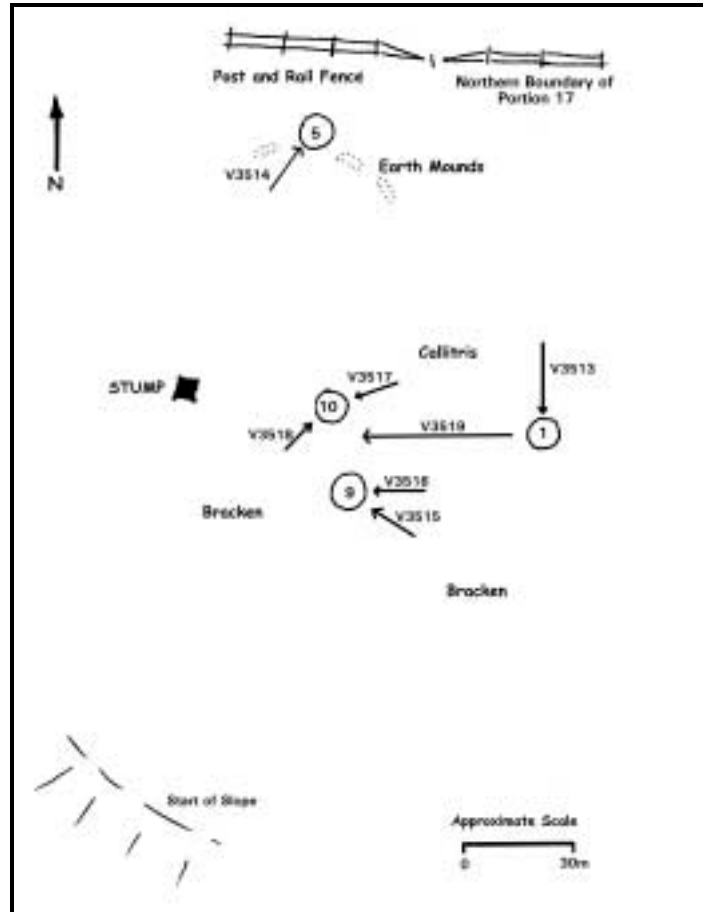 Post and Rail Fence
Northern Boundary of
Portion 17
N
5
V3514
Earth Mounds
Callitris
V3513
V3517
STUMP
10
V3518
V3519
1
9
V3516
V3515
Bracken
Bracken
Start of Slope
Approximate Scale
0
30m